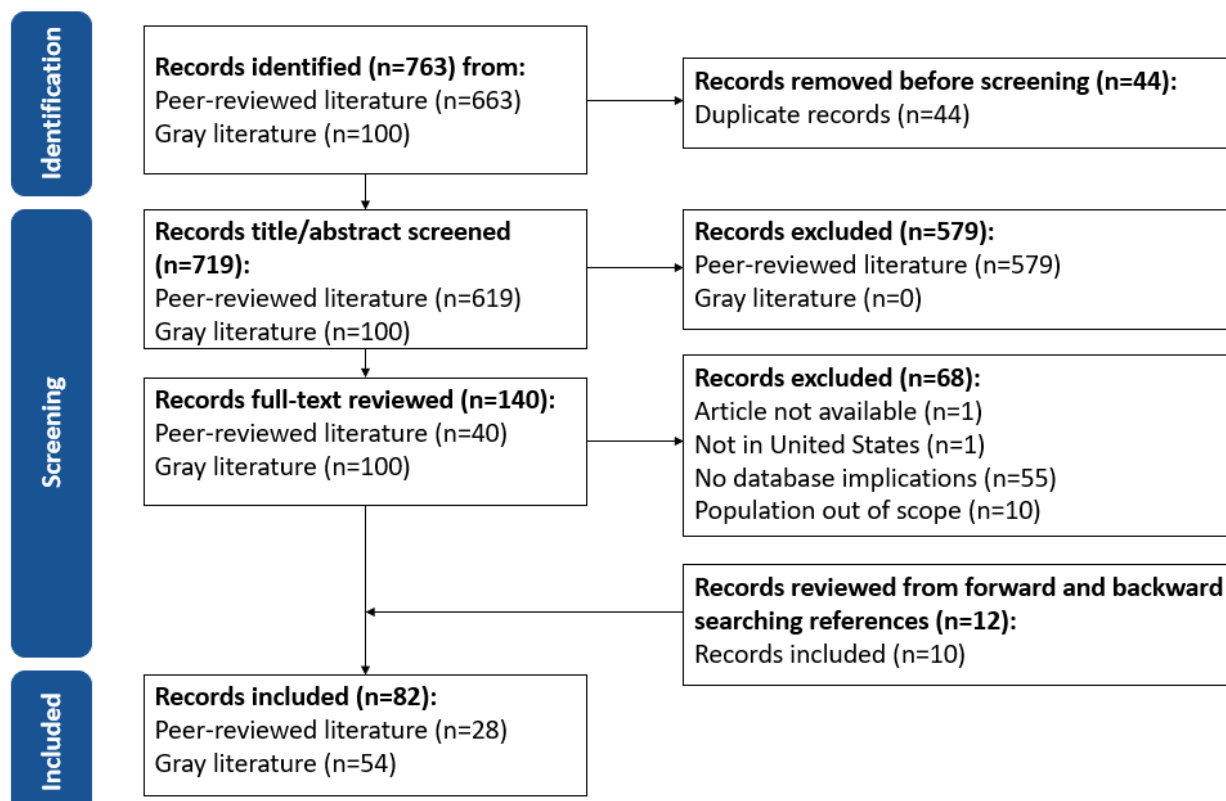 Identification
Records identified (n=763) from:
Peer-reviewed literature (n=663)
Gray literature (n=100)
Records removed before screening (n=44):
Duplicate records (n=44)
Screening
Records title/abstract screened
(n=719):
Peer-reviewed literature (n=619)
Gray literature (n=100)
Records excluded (n=579):
Peer-reviewed literature (n=579)
Gray literature (n=0)
Records full-text reviewed (n=140):
Peer-reviewed literature (n=40)
Gray literature (n=100)
Records excluded (n=68):
Article not available (n=1)
Not in United States (n=1)
No database implications (n=55)
Population out of scope (n=10)
Records reviewed from forward and backward
searching references (n=12):
Records included (n=10)
Included
Records included (n=82):
Peer-reviewed literature (n=28)
Gray literature (n=54)